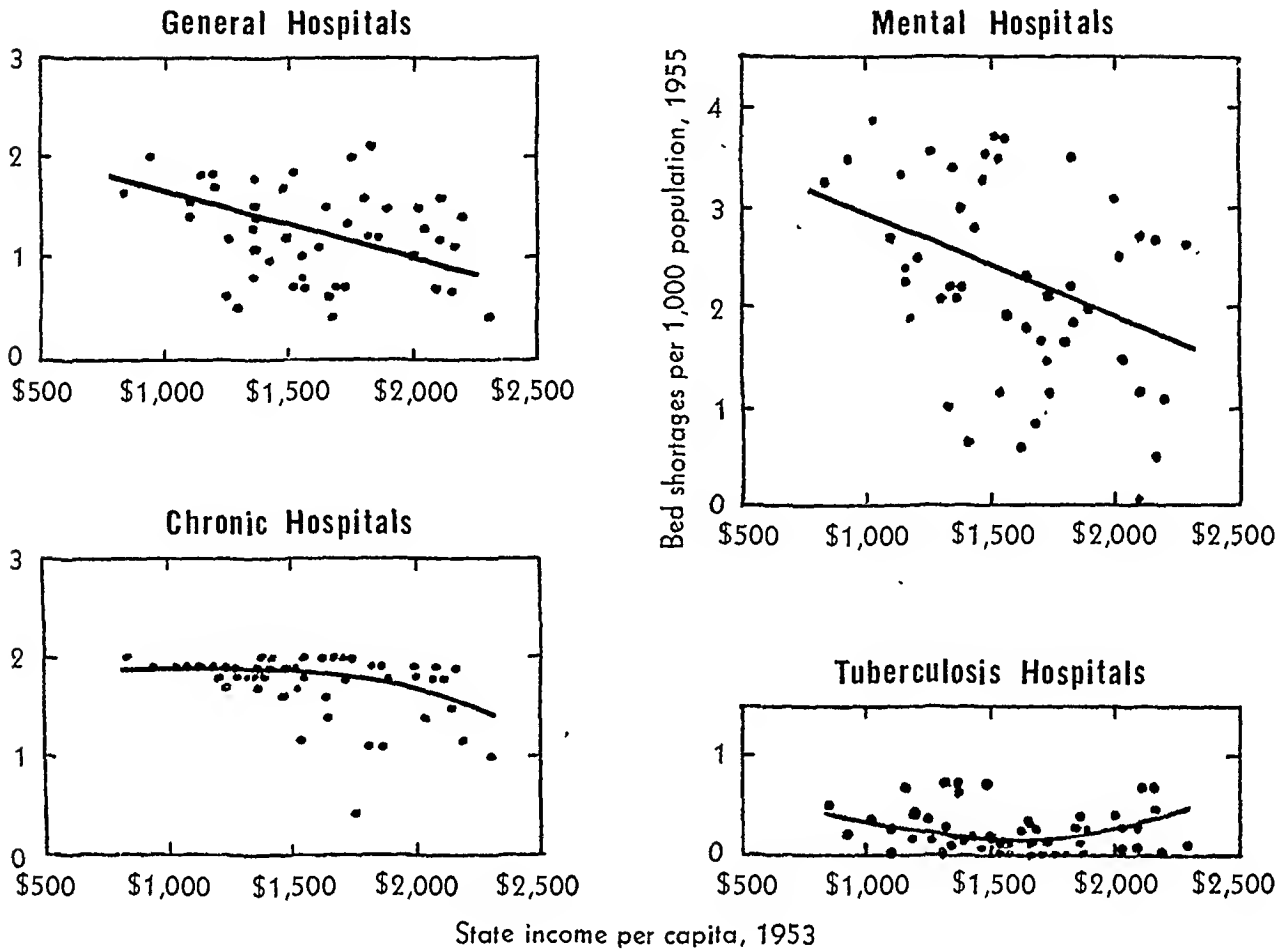 General Hospitals
3
2
1
0
$500 $1,000 $1,500 $2,000 $2,500
Mental Hospitals
Bed shortages per 1,000 population, 1955
4
3
2
1
0
$500 $1,000 $1,500 $2,000 $2,500
Chronic Hospitals
3
2
1
0
$500 $1,000 $1,500 $2,000 $2,500
Tuberculosis Hospitals
1
0
$500 $1,000 $1,500 $2,000 $2,500
State income per capita, 1953